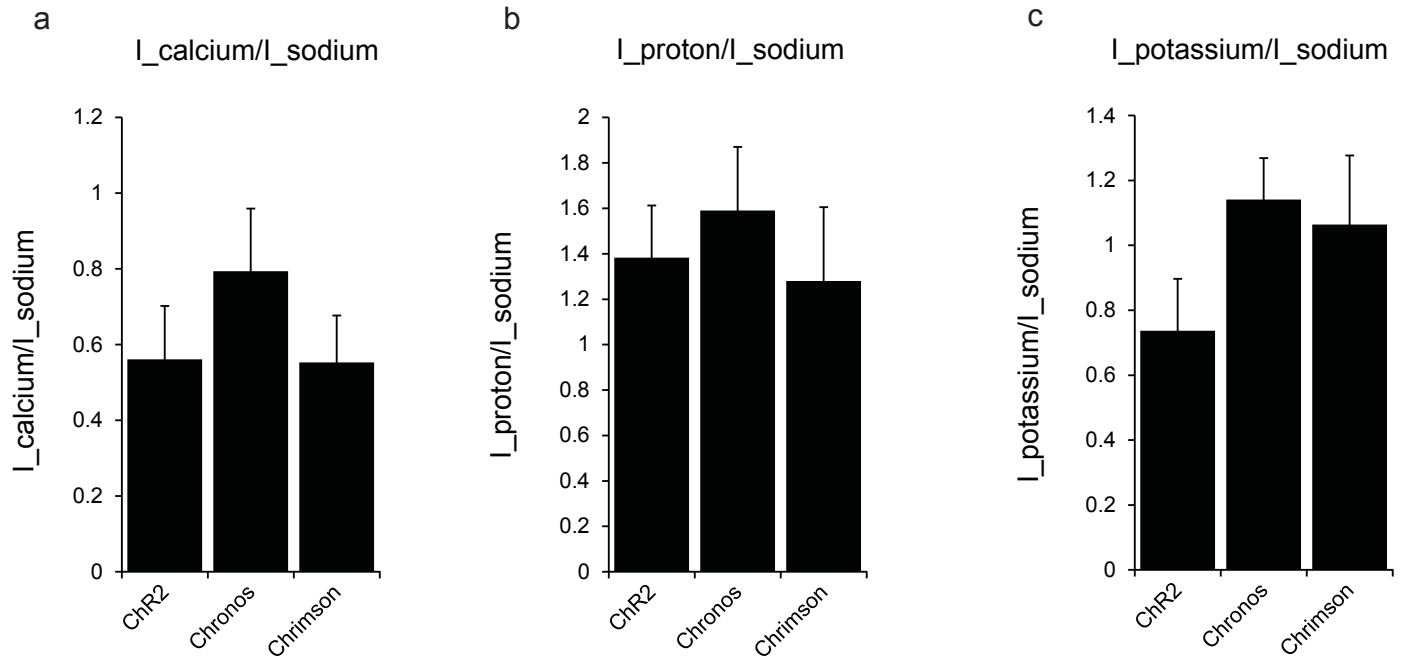 a
I_calcium/I_sodium
I_calcium/I_sodium
1.2
1
0.8
0.6
0.4
0.2
0
ChR2
Chronos
Chrimson
b
I_proton/I_sodium
I_proton/I_sodium
2
1.8
1.6
1.4
1.2
1
0.8
0.6
0.4
0.2
0
ChR2
Chronos
Chrimson
c
I_potassium/I_sodium
I_potassium/I_sodium
1.4
1.2
1
0.8
0.6
0.4
0.2
0
ChR2
Chronos
Chrimson